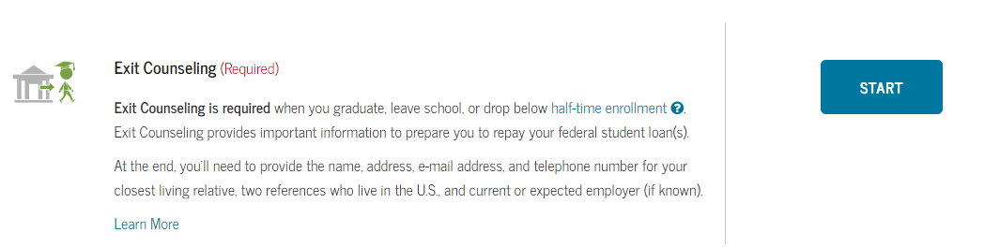 Exit Counseling (Required)
START
Exit Counseling is required when you graduate, leave school, or drop below half-time enrollment ?.
Exit Counseling provides important information to prepare you to repay your federal student loan(s).
At the end, you'll need to provide the name, address, e-mail address, and telephone number for your
closest living relative, two references who live in the U.S., and current or expected employer (if known).
Learn More